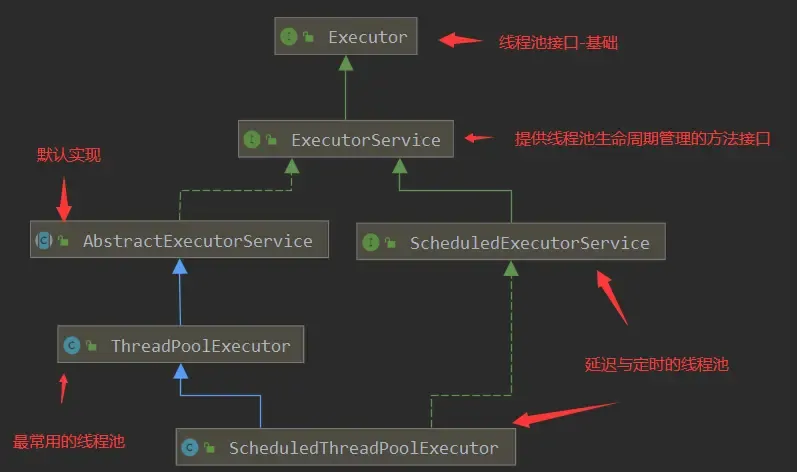 Executor
线程池接口-基础
ExecutorService
提供线程池生命周期管理的方法接口
默认实现
AbstractExecutorService
ScheduledExecutorService
ThreadPoolExecutor
延迟与定时的线程池
最常用的线程池
ScheduledThreadPoolExecutor